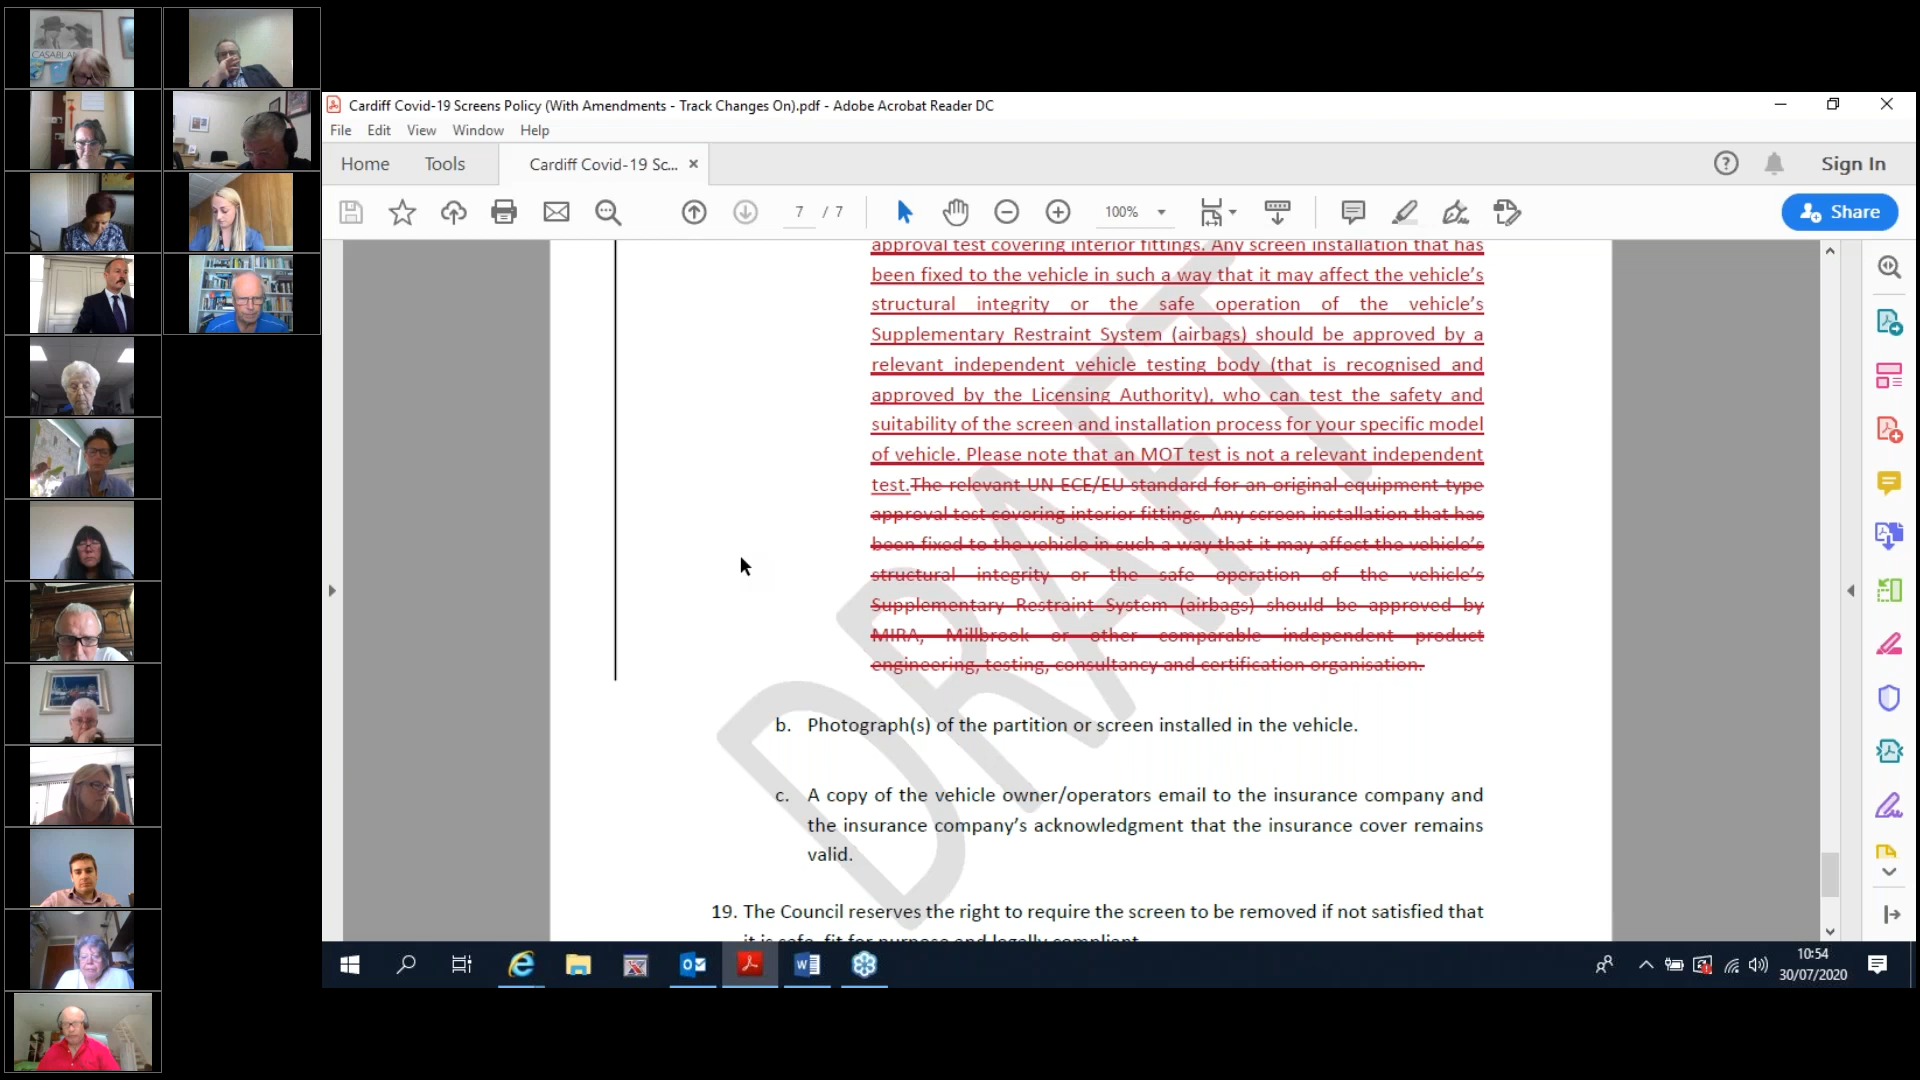 CASABLAN
Cardiff Covid-19 Screens Policy (With Amendments - Track Changes On).pdf - Adobe Acrobat Reader DC
File Edit View Window Help
Home Tools Cardiff Covid-19 Sc... Sign In
7 / 7 100% Share
approval test covering interior fittings. Any screen installation that has
been fixed to the vehicle in such a way that it may affect the vehicle's
structural integrity or the safe operation of the vehicle's
Supplementary Restraint System (airbags) should be approved by a
relevant independent vehicle testing body (that is recognised and
approved by the Licensing Authority), who can test the safety and
suitability of the screen and installation process for your specific model
of vehicle. Please note that an MOT test is not a relevant independent
test.The relevant UN ECE/EU standard for an original equipment type
approval test covering interior fittings. Any screen installation that has
been fixed to the vehicle in such a way that it may affect the vehicle's
structural integrity or the safe operation of the vehicle's
Supplementary Restraint System (airbags) should be approved by
MIRA, Millbrook or other comparable independent product
engineering, testing, consultancy and certification organisation.
b. Photograph(s) of the partition or screen installed in the vehicle.
c. A copy of the vehicle owner/operators email to the insurance company and
the insurance company's acknowledgment that the insurance cover remains
valid.
19. The Council reserves the right to require the screen to be removed if not satisfied that
it is safe, fit for purpose and legally compliant.
DRAFT
10:54
30/07/2020